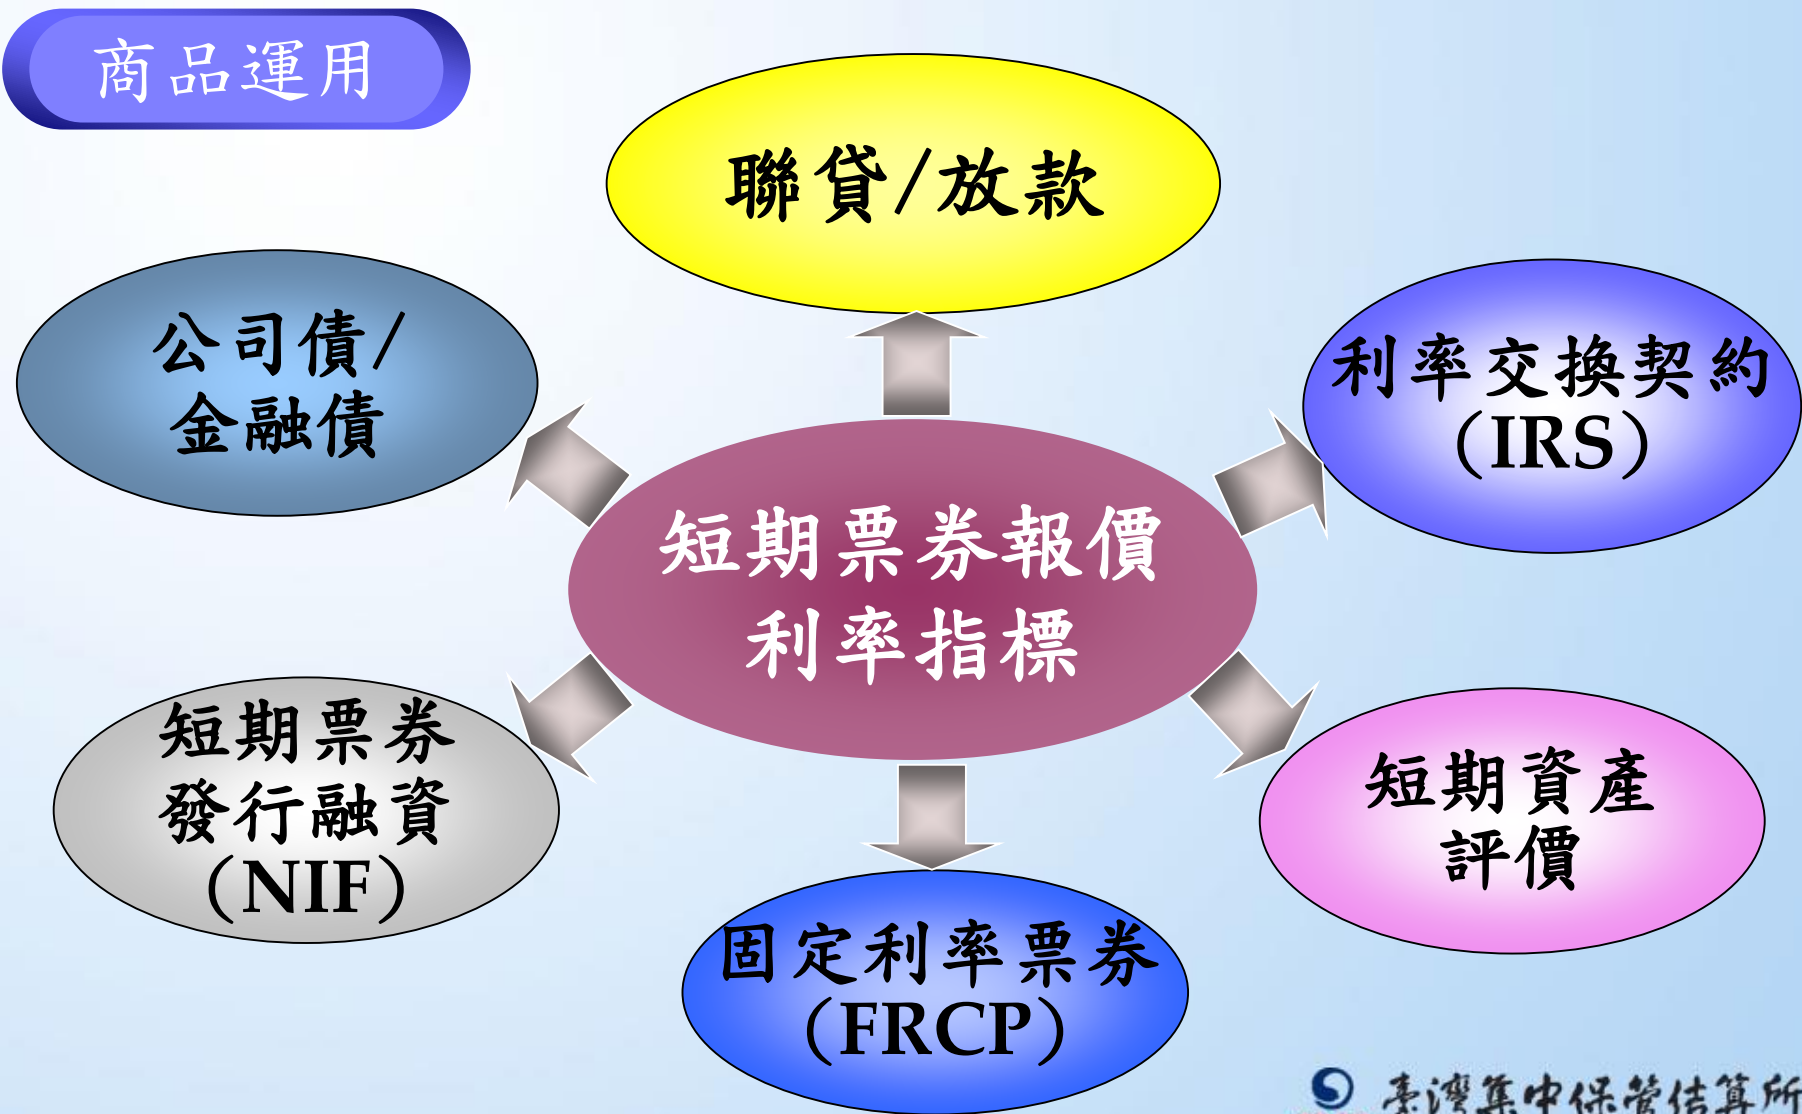 商品運用
聯貸/放款
公司債/
金融債
利率交換契約
（IRS）
短期票券報價
利率指標
短期票券
發行融資
（NIF）
短期資產
評價
固定利率票券
（FRCP）
臺灣集中保管結算所